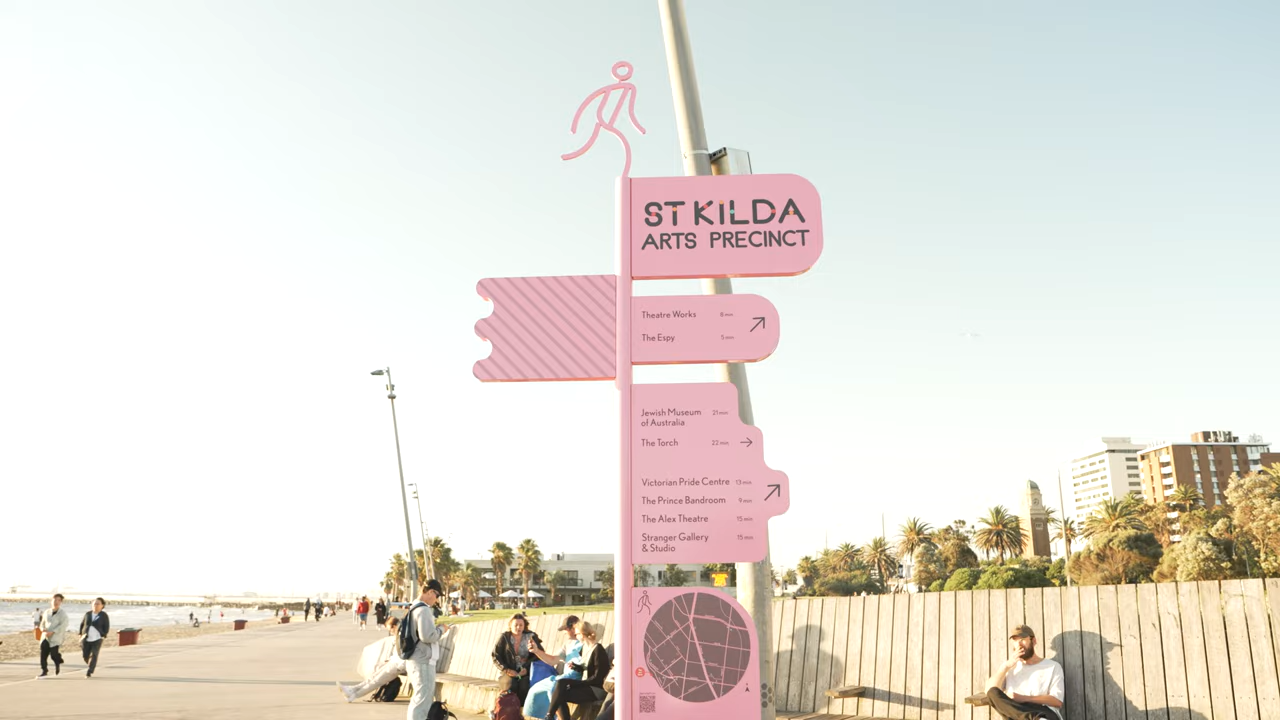 ST KILDA
ARTS PRECINCT
Theatre Works 6 min
The Espy 5 min
Jewish Museum 21 min
of Australia
The Torch 22 min
Victorian Pride Centre 13 min
The Prince Bandroom 9 min
The Alex Theatre 15 min
Stranger Gallery 15 min
& Studio